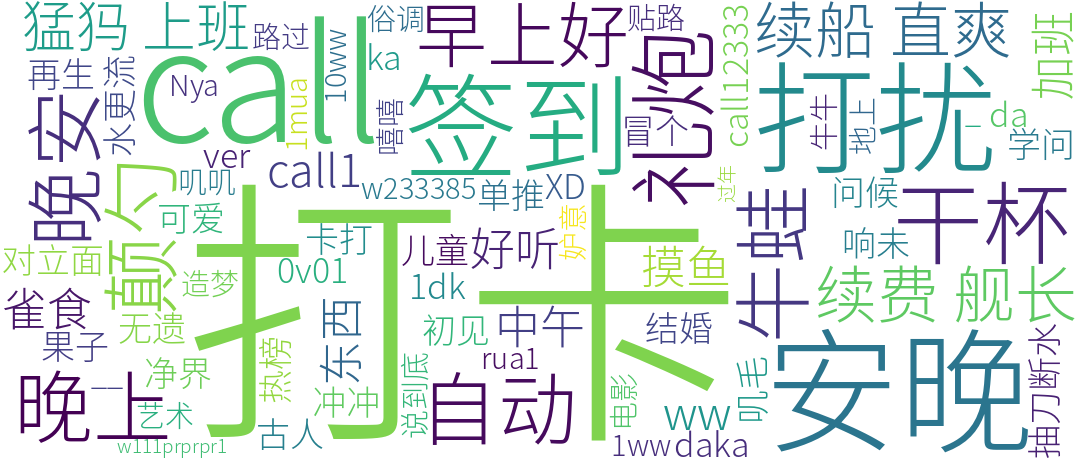 猛犸
上班
路过
俗调
早上好
贴路
续船
直爽
加班
再生
水更流
Nya
call
1mua
10ww
ka
嘻嘻
签到
冒个
礼炮
call12333
打扰
牛牛
地上
_
da
学问
安
晚
ver
叽叽
call1
w233385
单推
XD
过年
问候
干杯
颠勺
可爱
打卡
卡打
儿童
好听
妒意
摸鱼
牛蛙
响未
对立面
造梦
0v01
1dk
续费
舰长
雀食
无遗
果子
东西
初见
中午
rua1
结婚
净界
热榜
冲冲
说到底
自动
电影
ww
叽毛
安晚
抽刀断水
晚上
__
艺术
古人
1ww
daka
w111prprpr1